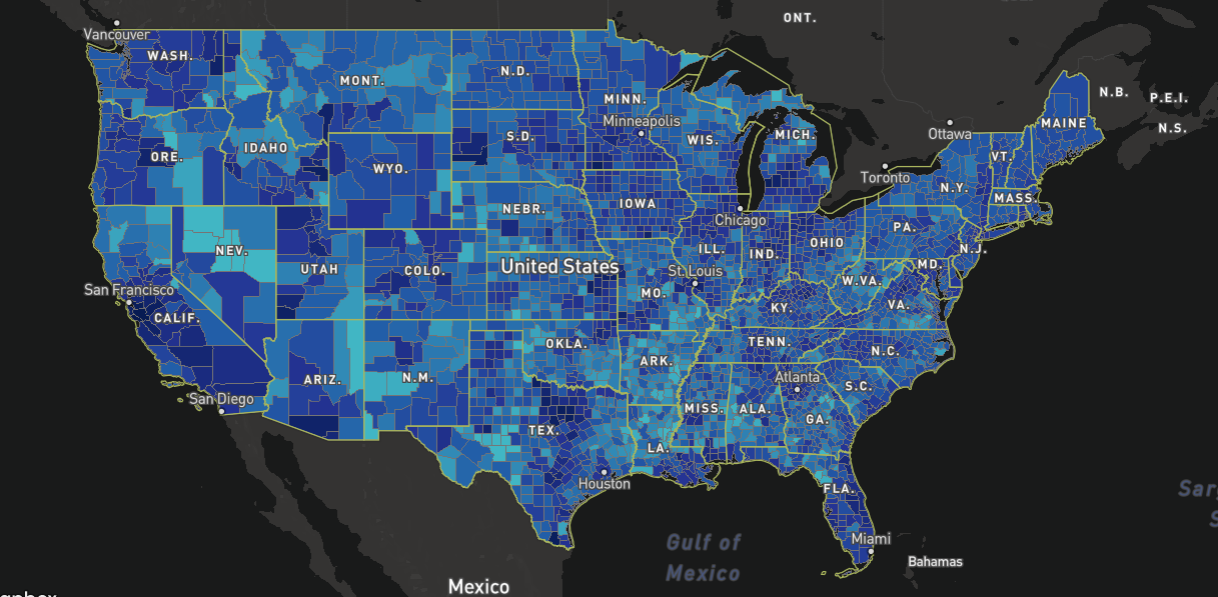 ONT.
Vancouver
WASH.
MONT.
N.D.
MINN.
Minneapolis
N.B.
P.E.I.
N.S.
MAINE
Ottawa
ORE.
IDAHO
S.D.
WIS.
MICH.
Toronto
VT.
N.Y.
MASS.
WYO.
NEBR.
IOWA
Chicago
PA.
N.J.
NEV.
UTAH
COLO.
United States
ILL.
IND.
OHIO
MD.
W.VA.
VA.
San Francisco
CALIF.
St. Louis
MO.
KY.
OKLA.
ARK.
TENN.
N.C.
ARIZ.
N.M.
Atlanta
S.C.
San Diego
MISS.
ALA.
GA.
TEX.
LA.
Houston
FLA.
Miami
Gulf of
Mexico
Bahamas
Mexico